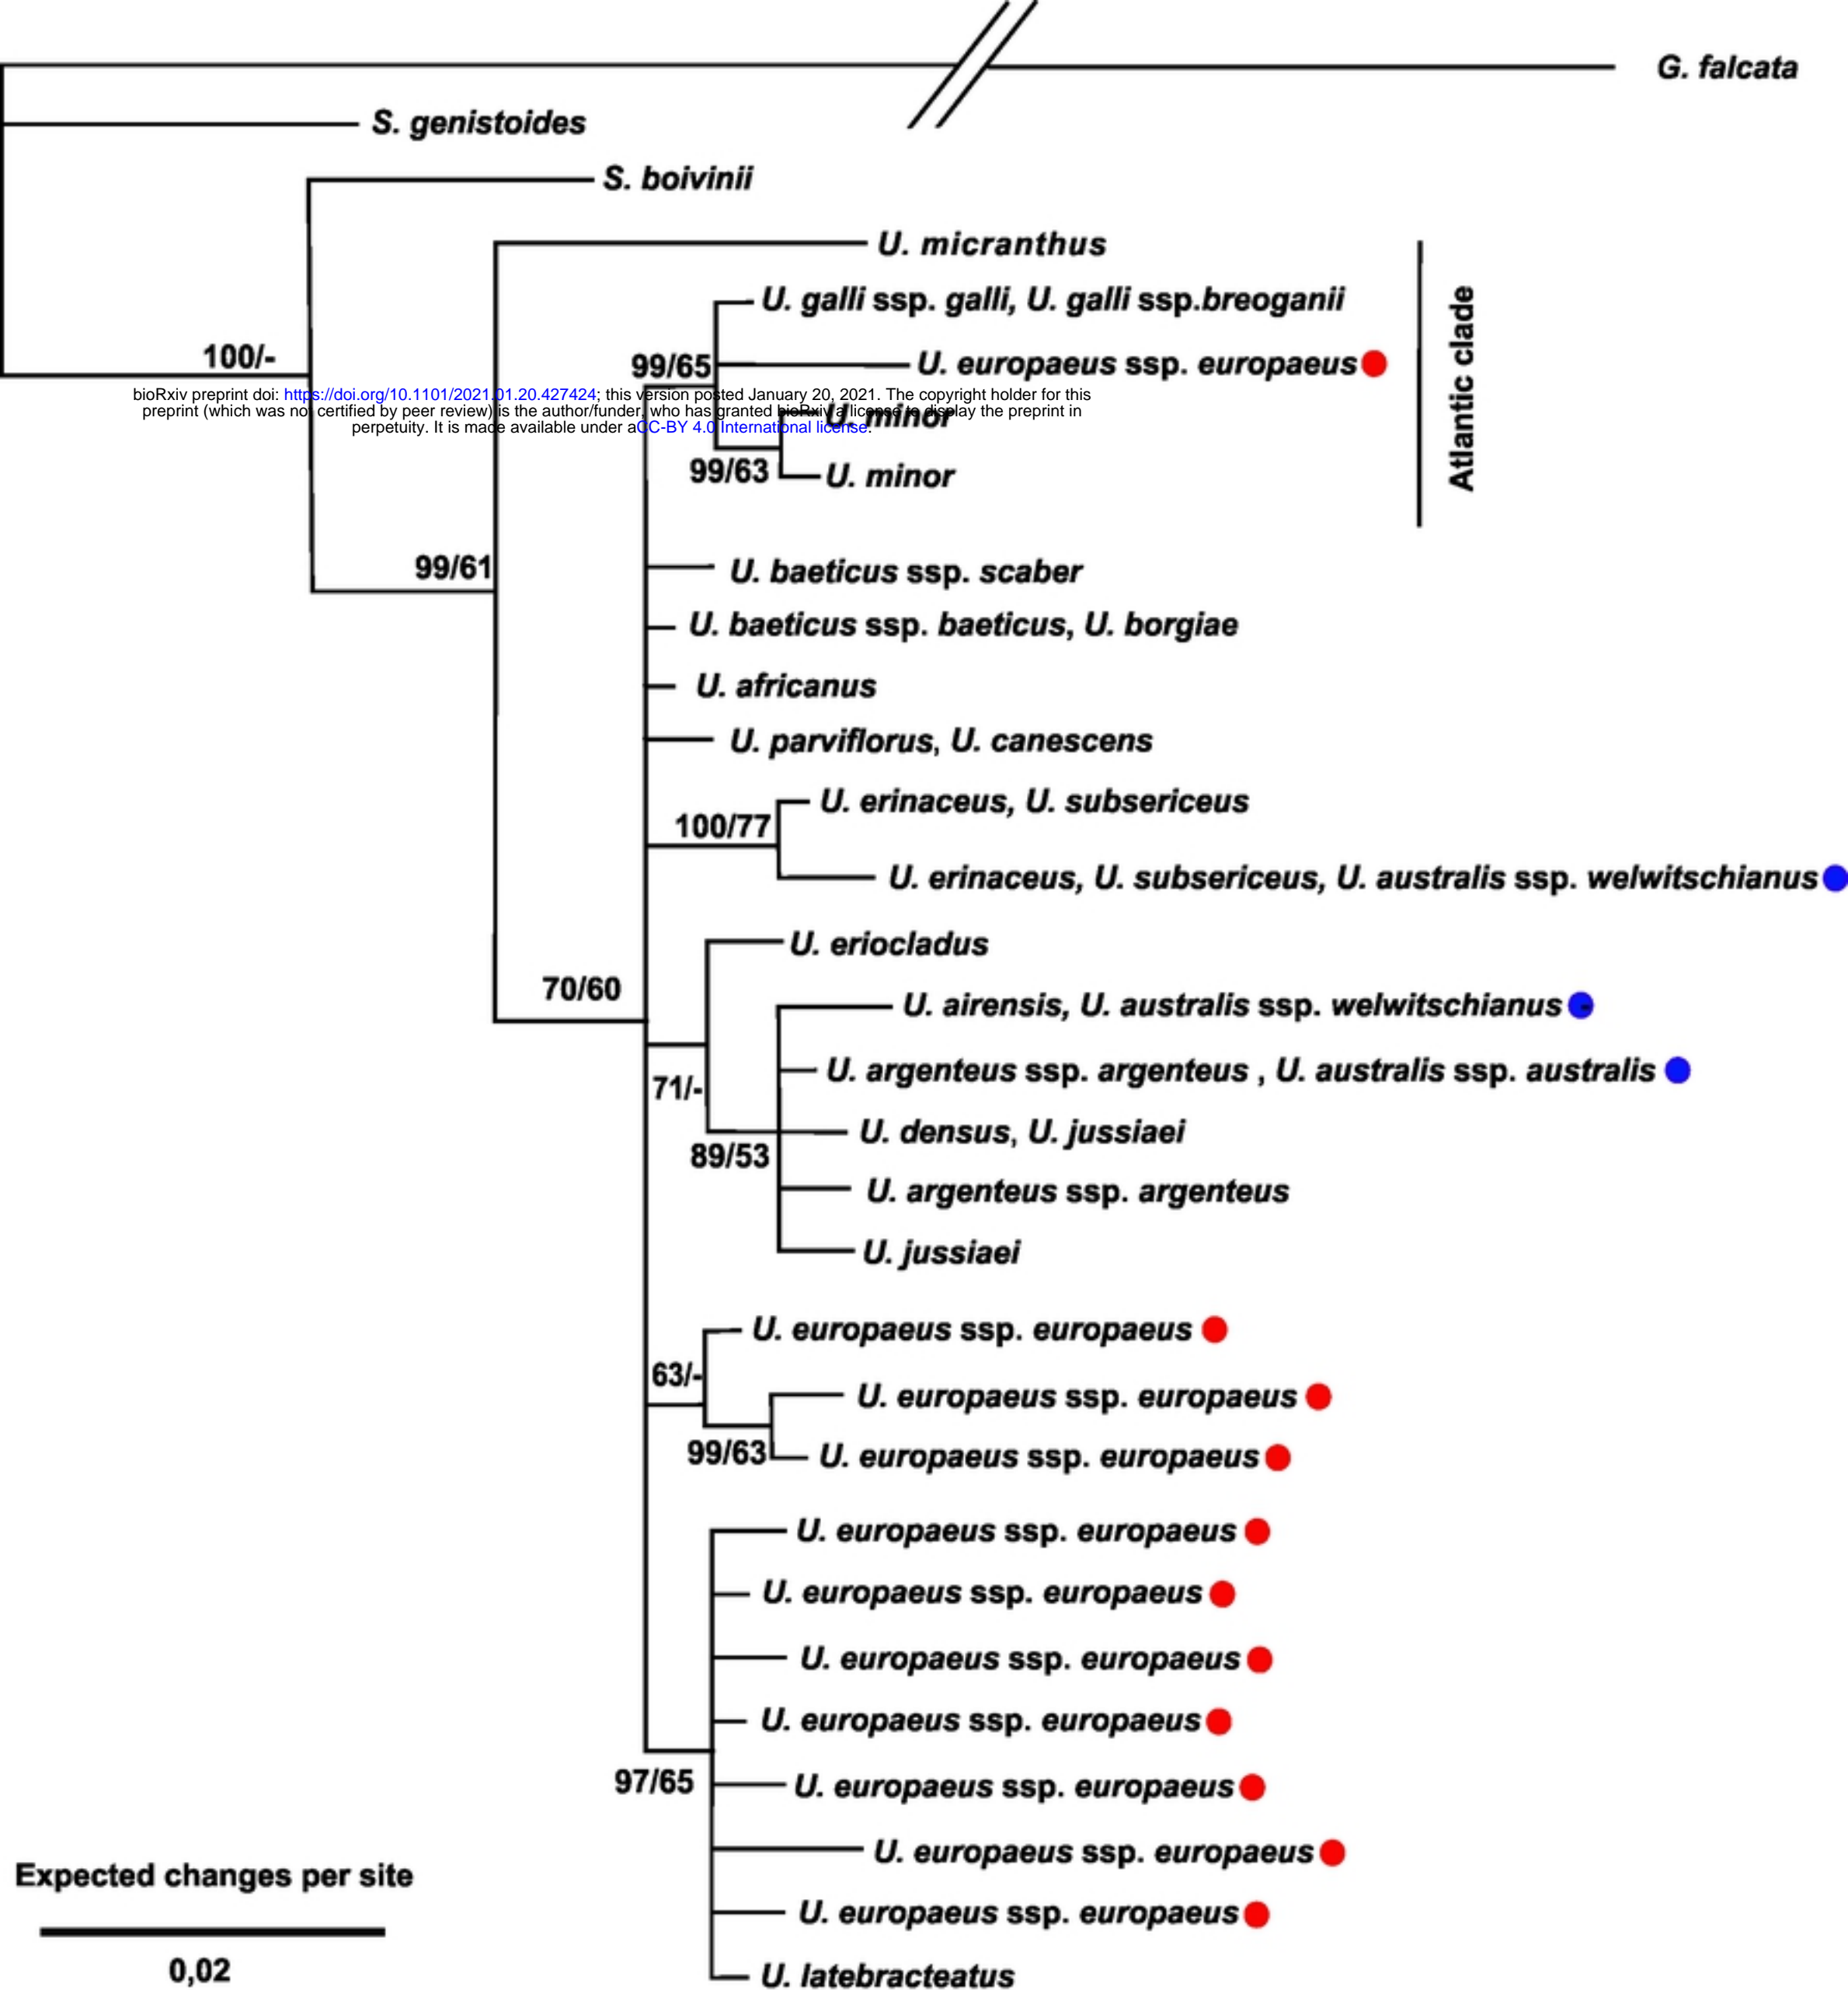 G. falcata
S. genistoides
S. boivinii
U. micranthus
U. galli ssp. galli, U. galli ssp.breoganii
99/65
U. europaeus ssp. europaeus
100/-
bioRxiv preprint doi: https://doi.org/10.1101/2021.01.20.427424; this version posted January 20, 2021. The copyright holder for this
preprint (which was not certified by peer review) is the author/funder, who has granted bioRxiv a license to display the preprint in
perpetuity. It is made available under aCC-BY 4.0 International license.
U. minor
99/63
U. minor
Atlantic clade
99/61
U. baeticus ssp. scaber
U. baeticus ssp. baeticus, U. borgiae
U. africanus
U. parviflorus, U. canescens
U. erinaceus, U. subsericeus
100/77
U. erinaceus, U. subsericeus, U. australis ssp. welwitschianus
U. eriocladus
70/60
U. airensis, U. australis ssp. welwitschianus
U. argenteus ssp. argenteus , U. australis ssp. australis
71/-
U. densus, U. jussiaei
89/53
U. argenteus ssp. argenteus
U. jussiaei
U. europaeus ssp. europaeus
63/-
U. europaeus ssp. europaeus
99/63
U. europaeus ssp. europaeus
U. europaeus ssp. europaeus
U. europaeus ssp. europaeus
U. europaeus ssp. europaeus
U. europaeus ssp. europaeus
97/65
U. europaeus ssp. europaeus
U. europaeus ssp. europaeus
U. europaeus ssp. europaeus
U. latebracteatus
Expected changes per site
0,02